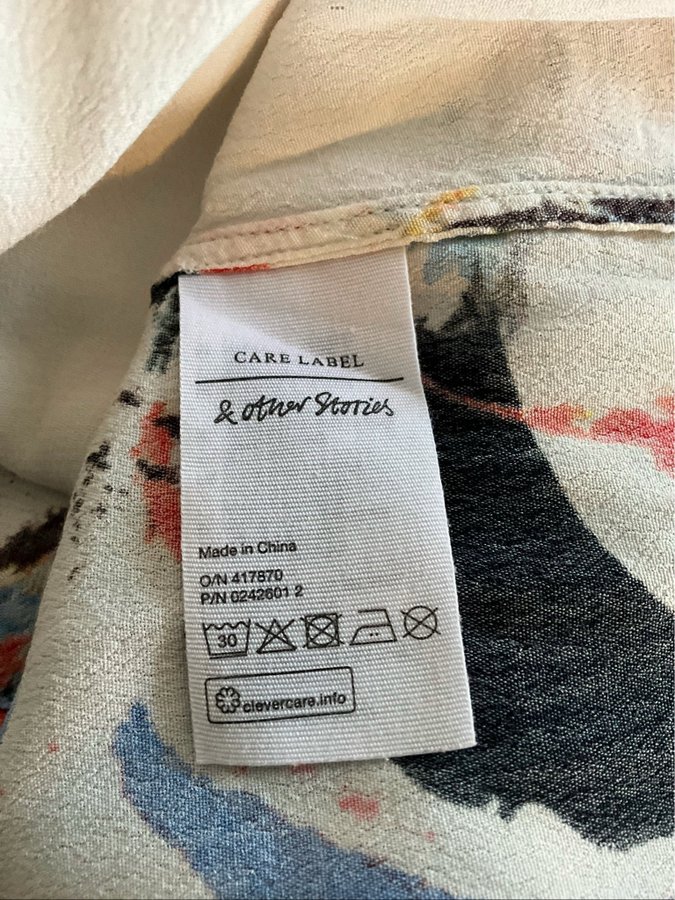 CARE LABEL
& other Stories
Made in China
O/N 417870
P/N 0242601 2
30
clevercare.info